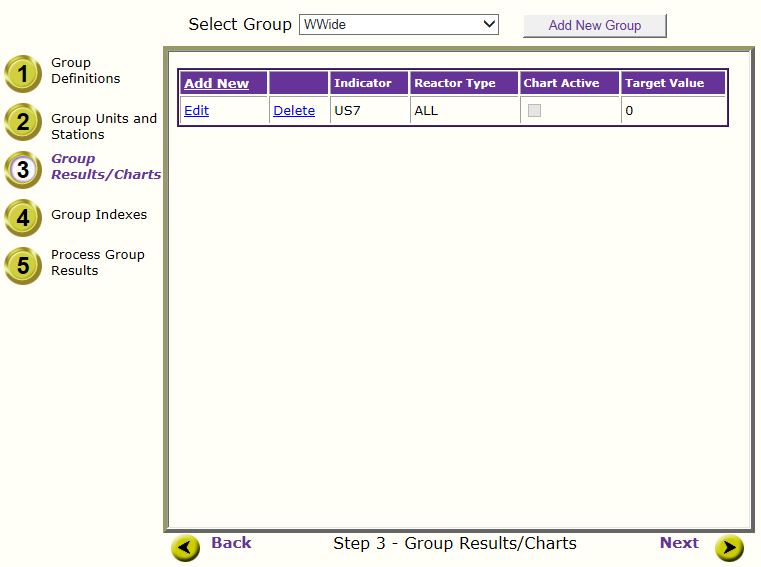 Select Group WWide Add New Group
1 Group
Definitions
2 Group Units and
Stations
3 Group
Results/Charts
4 Group Indexes
5 Process Group
Results
Add New Indicator Reactor Type Chart Active Target Value
Edit Delete US7 ALL 0
Back Step 3 - Group Results/Charts Next